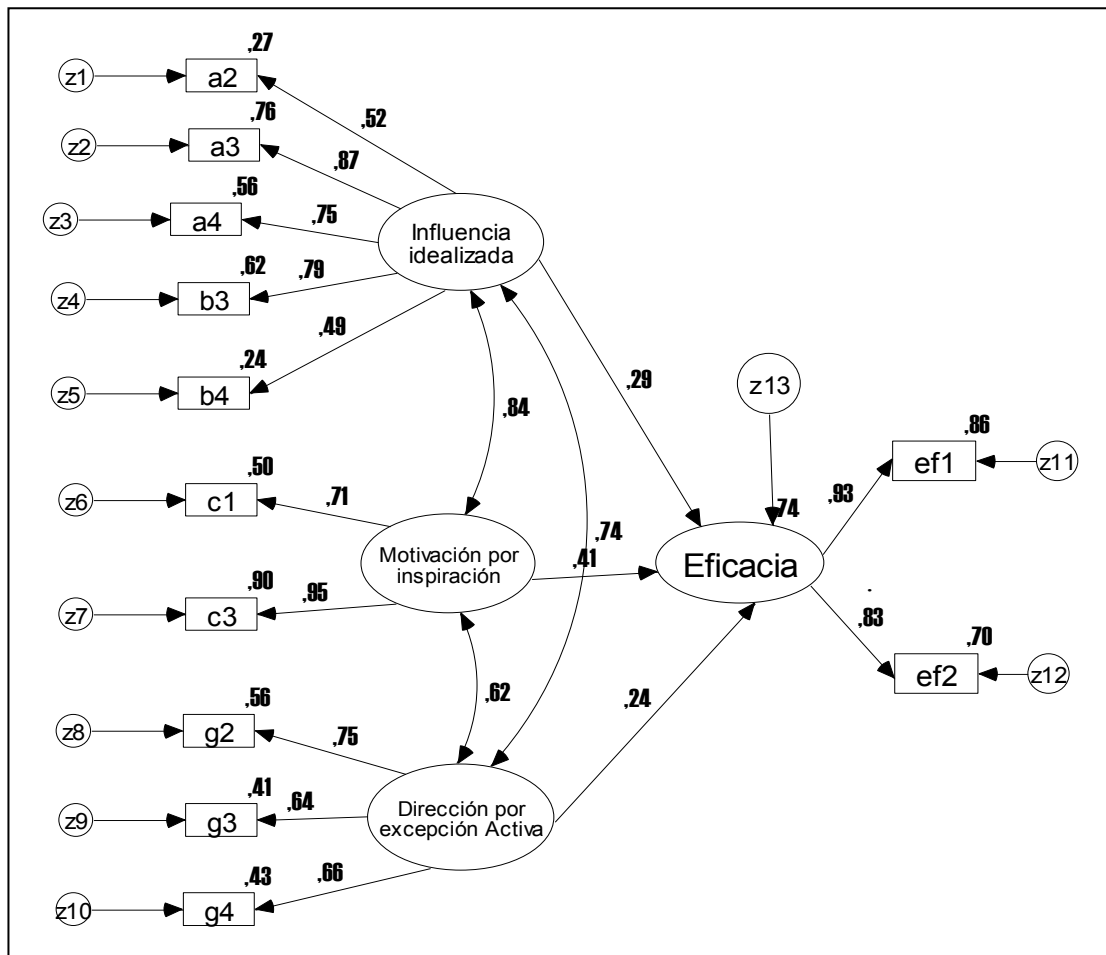 ,27
z1
a2
,52
,76
z2
a3
,87
,56
z3
a4
,75
Influencia
idealizada
,62
z4
b3
,79
,49
,24
z5
b4
,29
z13
,84
,86
ef1
z11
,93
,50
z6
c1
,71
,74
,74
Motivación por
inspiración
,41
Eficacia
,90
z7
c3
,95
,83
,70
ef2
z12
,62
,24
,56
z8
g2
,75
,41
z9
g3
,64
Dirección por
excepción Activa
,43
z10
g4
,66